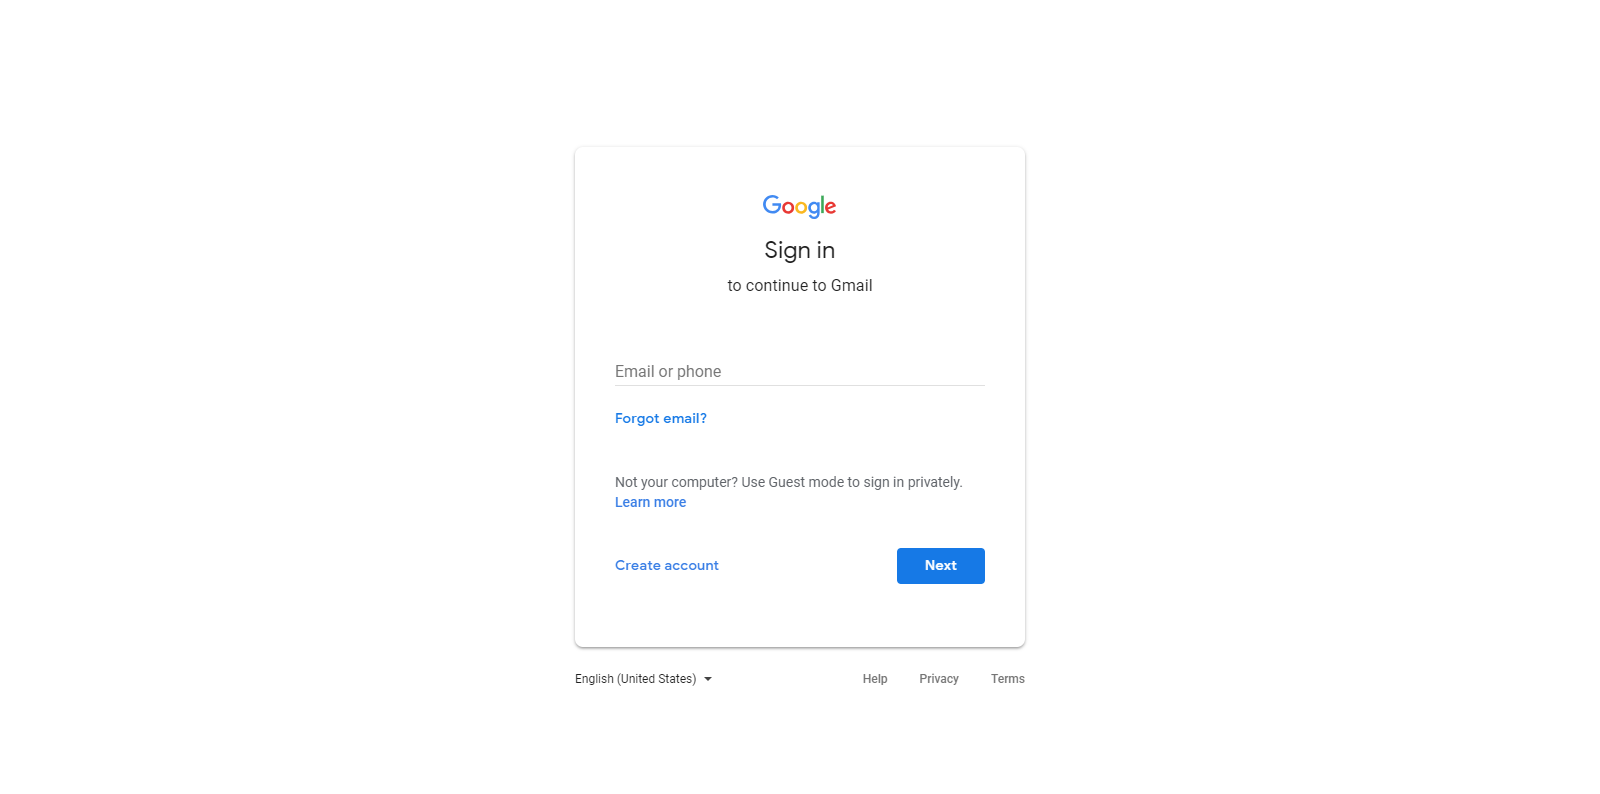 Google
Sign in
to continue to Gmail
Email or phone
Forgot email?
Not your computer? Use Guest mode to sign in privately.
Learn more
Create account
Next
English (United States)
Help
Privacy
Terms